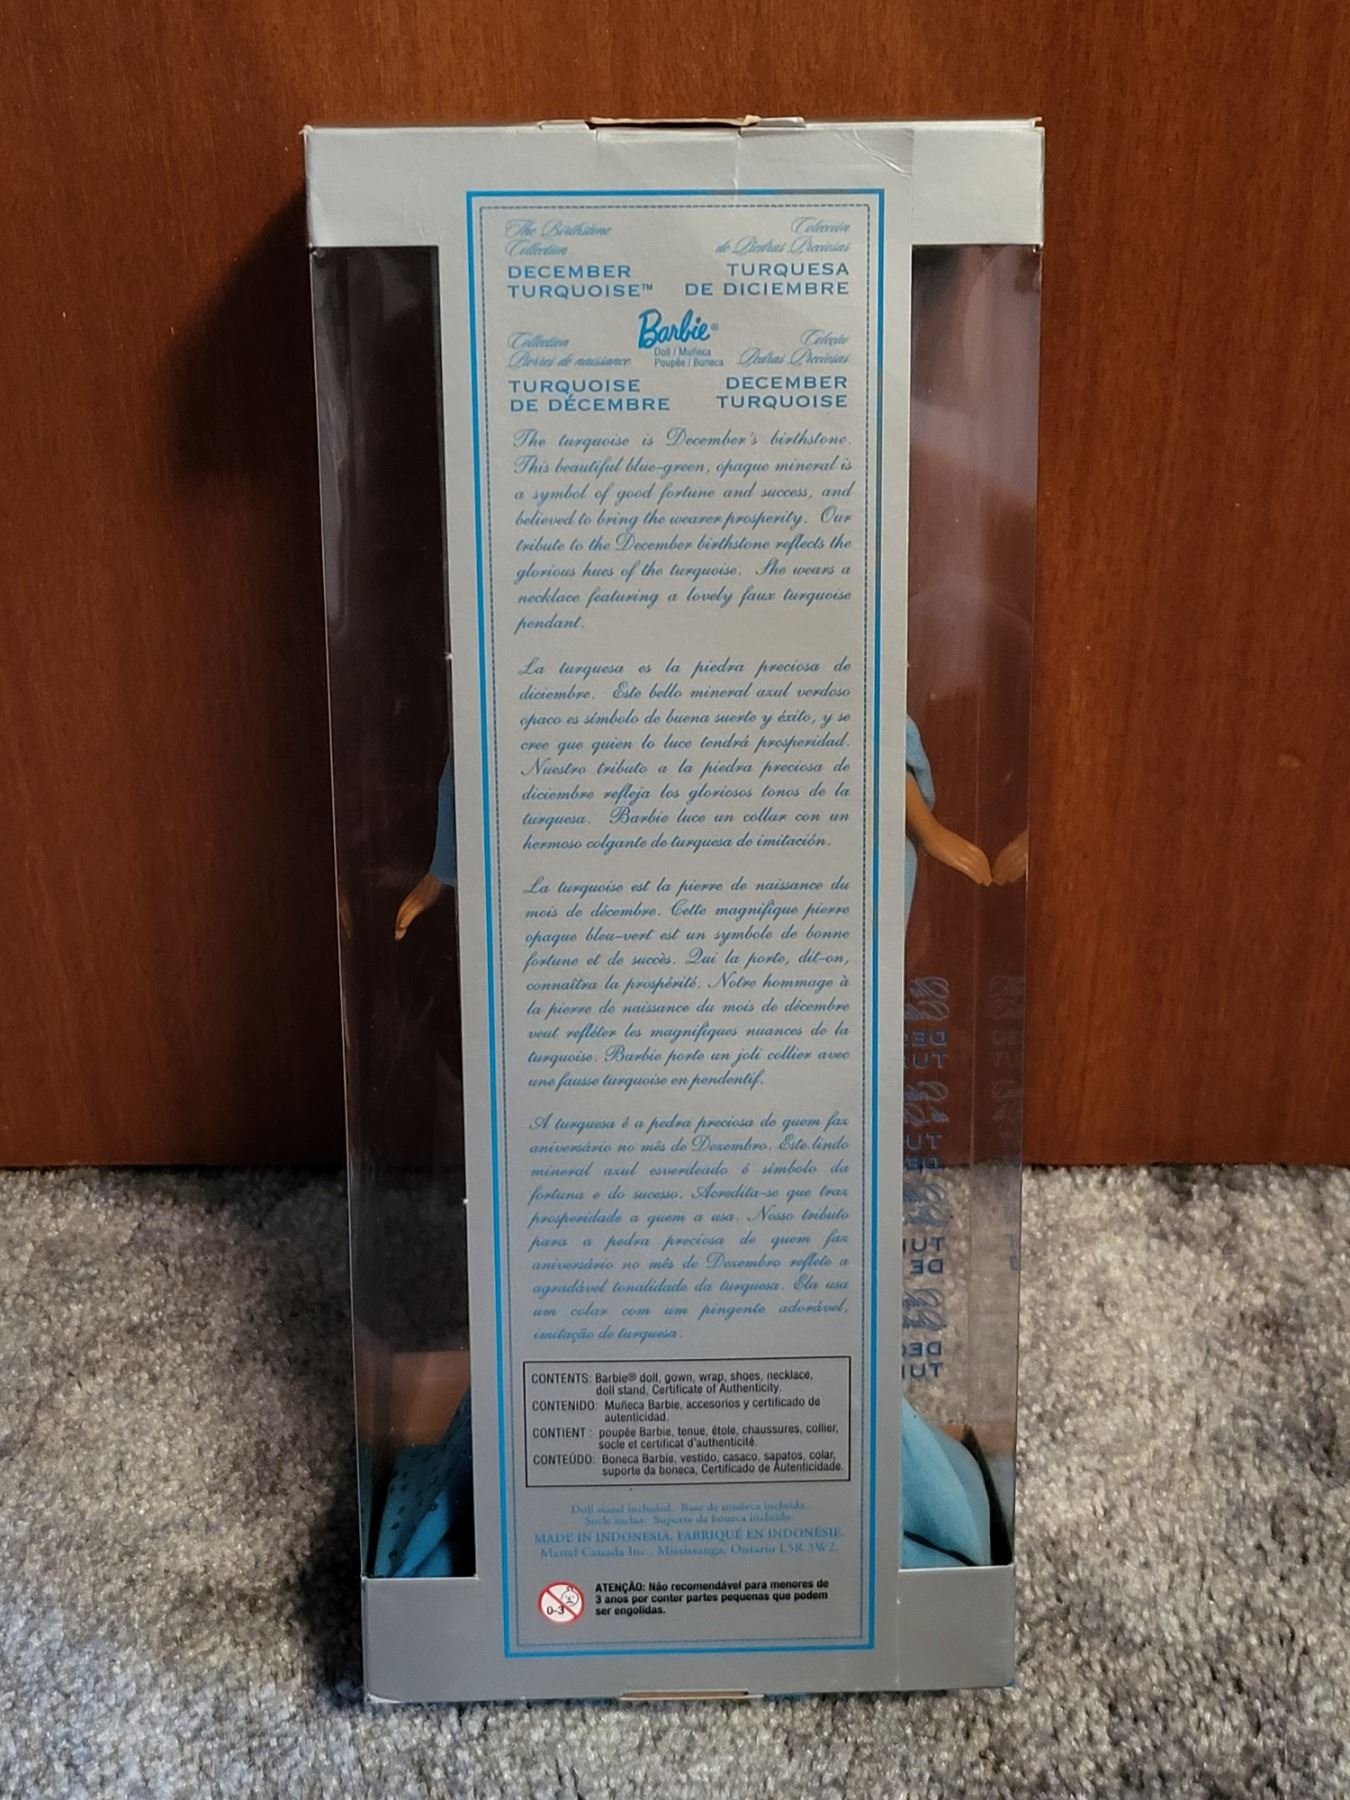 The Birthstone
Collection
DECEMBER
TURQUOISE™
Colección
de Piedras Preciosas
TURQUESA
DE DICIEMBRE
Barbie®
Doll / Muñeca
Poupée / Boneca
Collection
Pierres de naissance
TURQUOISE
DE DÉCEMBRE
Coleção
Pedras Preciosas
DECEMBER
TURQUOISE
The turquoise is December's birthstone.
This beautiful blue-green, opaque mineral is
a symbol of good fortune and success, and
believed to bring the wearer prosperity. Our
tribute to the December birthstone reflects the
glorious hues of the turquoise. She wears a
necklace featuring a lovely faux turquoise
pendant.
La turquesa es la piedra preciosa de
diciembre. Este bello mineral azul verdoso
opaco es símbolo de buena suerte y éxito, y se
cree que quien lo luce tendrá prosperidad.
Nuestro tributo a la piedra preciosa de
diciembre refleja los gloriosos tonos de la
turquesa. Barbie luce un collar con un
hermoso colgante de turquesa de imitación.
La turquoise est la pierre de naissance du
mois de décembre. Cette magnifique pierre
opaque bleu-vert est un symbole de bonne
fortune et de succès. Qui la porte, dit-on,
connaîtra la prospérité. Notre hommage à
la pierre de naissance du mois de décembre
veut refléter les magnifiques nuances de la
turquoise. Barbie porte un joli collier avec
une fausse turquoise en pendentif.
A turquesa é a pedra preciosa de quem faz
aniversário no mês de Dezembro. Este lindo
mineral azul esverdeado é símbolo da
fortuna e do sucesso. Acredita-se que traz
prosperidade a quem a usa. Nosso tributo
para a pedra preciosa de quem faz
aniversário no mês de Dezembro reflete a
agradável tonalidade da turquesa. Ela usa
um colar com um pingente adorável,
imitação de turquesa.
CONTENTS: Barbie® doll, gown, wrap, shoes, necklace,
doll stand, Certificate of Authenticity.
CONTENIDO: Muñeca Barbie, accesorios y certificado de
autenticidad.
CONTIENT : poupée Barbie, tenue, étole, chaussures, collier,
socle et certificat d'authenticité.
CONTEÚDO: Boneca Barbie, vestido, casaco, sapatos, colar,
suporte da boneca, Certificado de Autenticidade.
Doll stand included. Base de muñeca incluida.
Socle inclus. Suporte da boneca incluído.
MADE IN INDONESIA. FABRIQUÉ EN INDONÉSIE.
Mattel Canada Inc., Mississauga, Ontario L5R 3W2.
0-3
ATENÇÃO: Não recomendável para menores de
3 anos por conter partes pequenas que podem
ser engolidas.